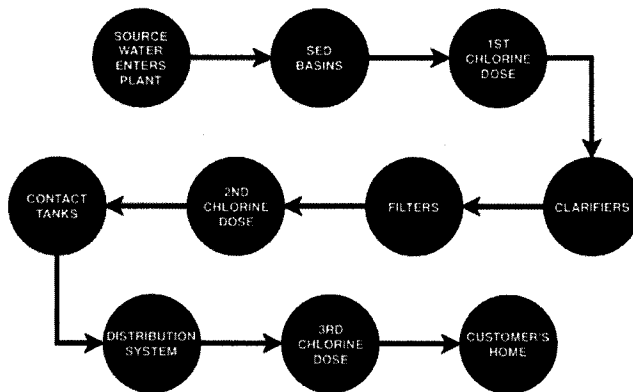 SOURCE
WATER
ENTERS
PLANT
SED
BASINS
1ST
CHLORINE
DOSE
CLARIFIERS
FILTERS
2ND
CHLORINE
DOSE
CONTACT
TANKS
DISTRIBUTION
SYSTEM
3RD
CHLORINE
DOSE
CUSTOMER'S
HOME